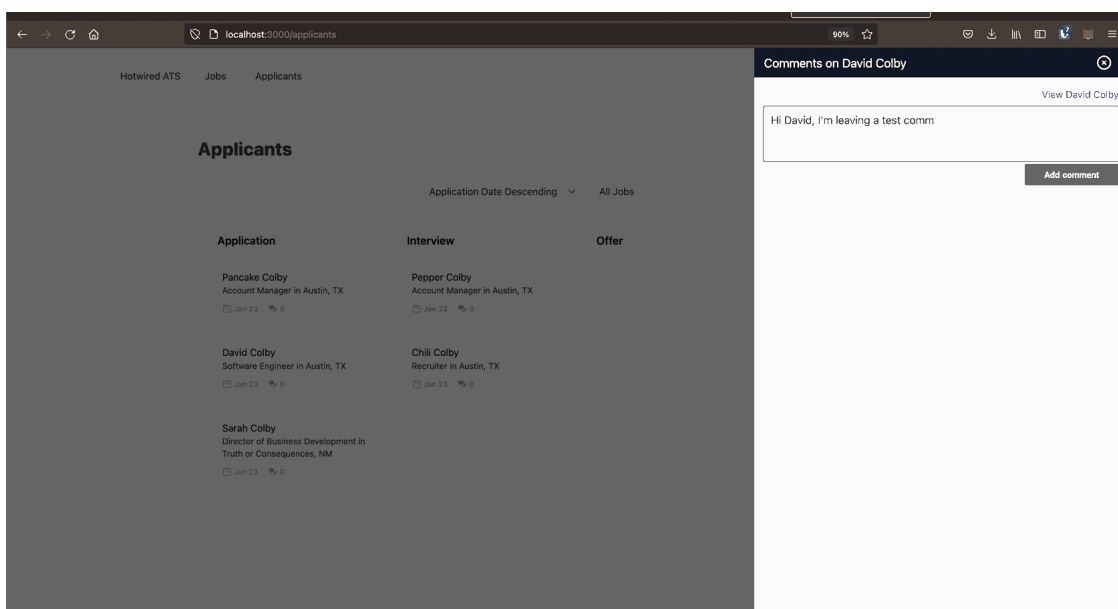 localhost:3000/applicants
90%
Hotwired ATS Jobs Applicants
Applicants
Application Date Descending All Jobs
Application
Pancake Colby
Account Manager in Austin, TX
Jan 23 0
David Colby
Software Engineer in Austin, TX
Jan 23 0
Sarah Colby
Director of Business Development in
Truth or Consequences, NM
Jan 23 0
Interview
Pepper Colby
Account Manager in Austin, TX
Jan 23 0
Chili Colby
Recruiter in Austin, TX
Jan 23 0
Offer
Comments on David Colby
View David Colby
Hi David, I'm leaving a test comm
Add comment